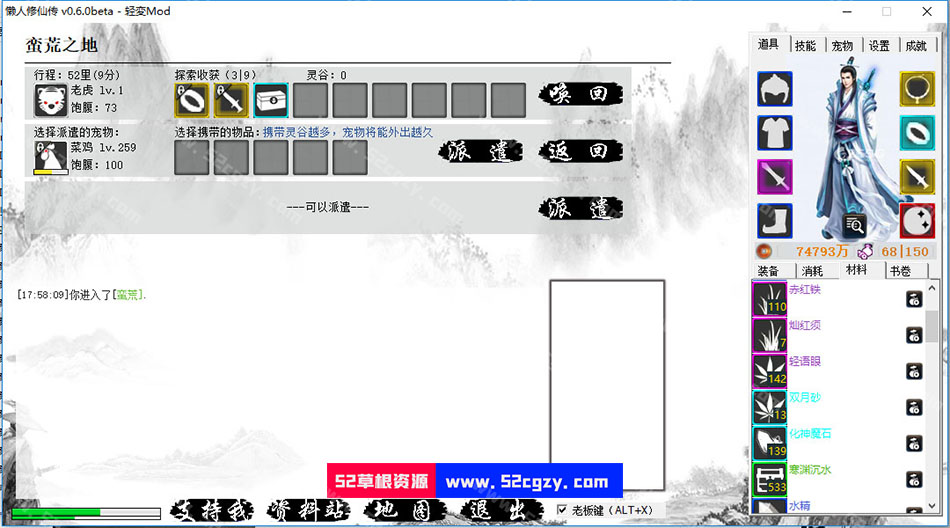 懒人修仙传 v0.6.0beta - 轻变Mod
蛮荒之地
行程: 52里(9分)
探索收获 (3|9)
灵谷: 0
老虎 lv.1
饱腹: 73
唤 回
选择派遣的宠物:
选择携带的物品: 携带灵谷越多，宠物将能外出越久
菜鸡 lv.259
饱腹: 100
派 遣
返 回
---可以派遣---
派 遣
[17:58:09]你进入了[蛮荒].
道具
技能
宠物
设置
成就
74793万
68|150
装备
消耗
材料
书卷
赤红铁
110
灿红须
7
轻语眼
142
双月砂
13
化神魔石
139
寒渊沉水
533
水精
52草根资源 www.52cgzy.com
支持我
资料站
地 图
退 出
老板键 (ALT+X)